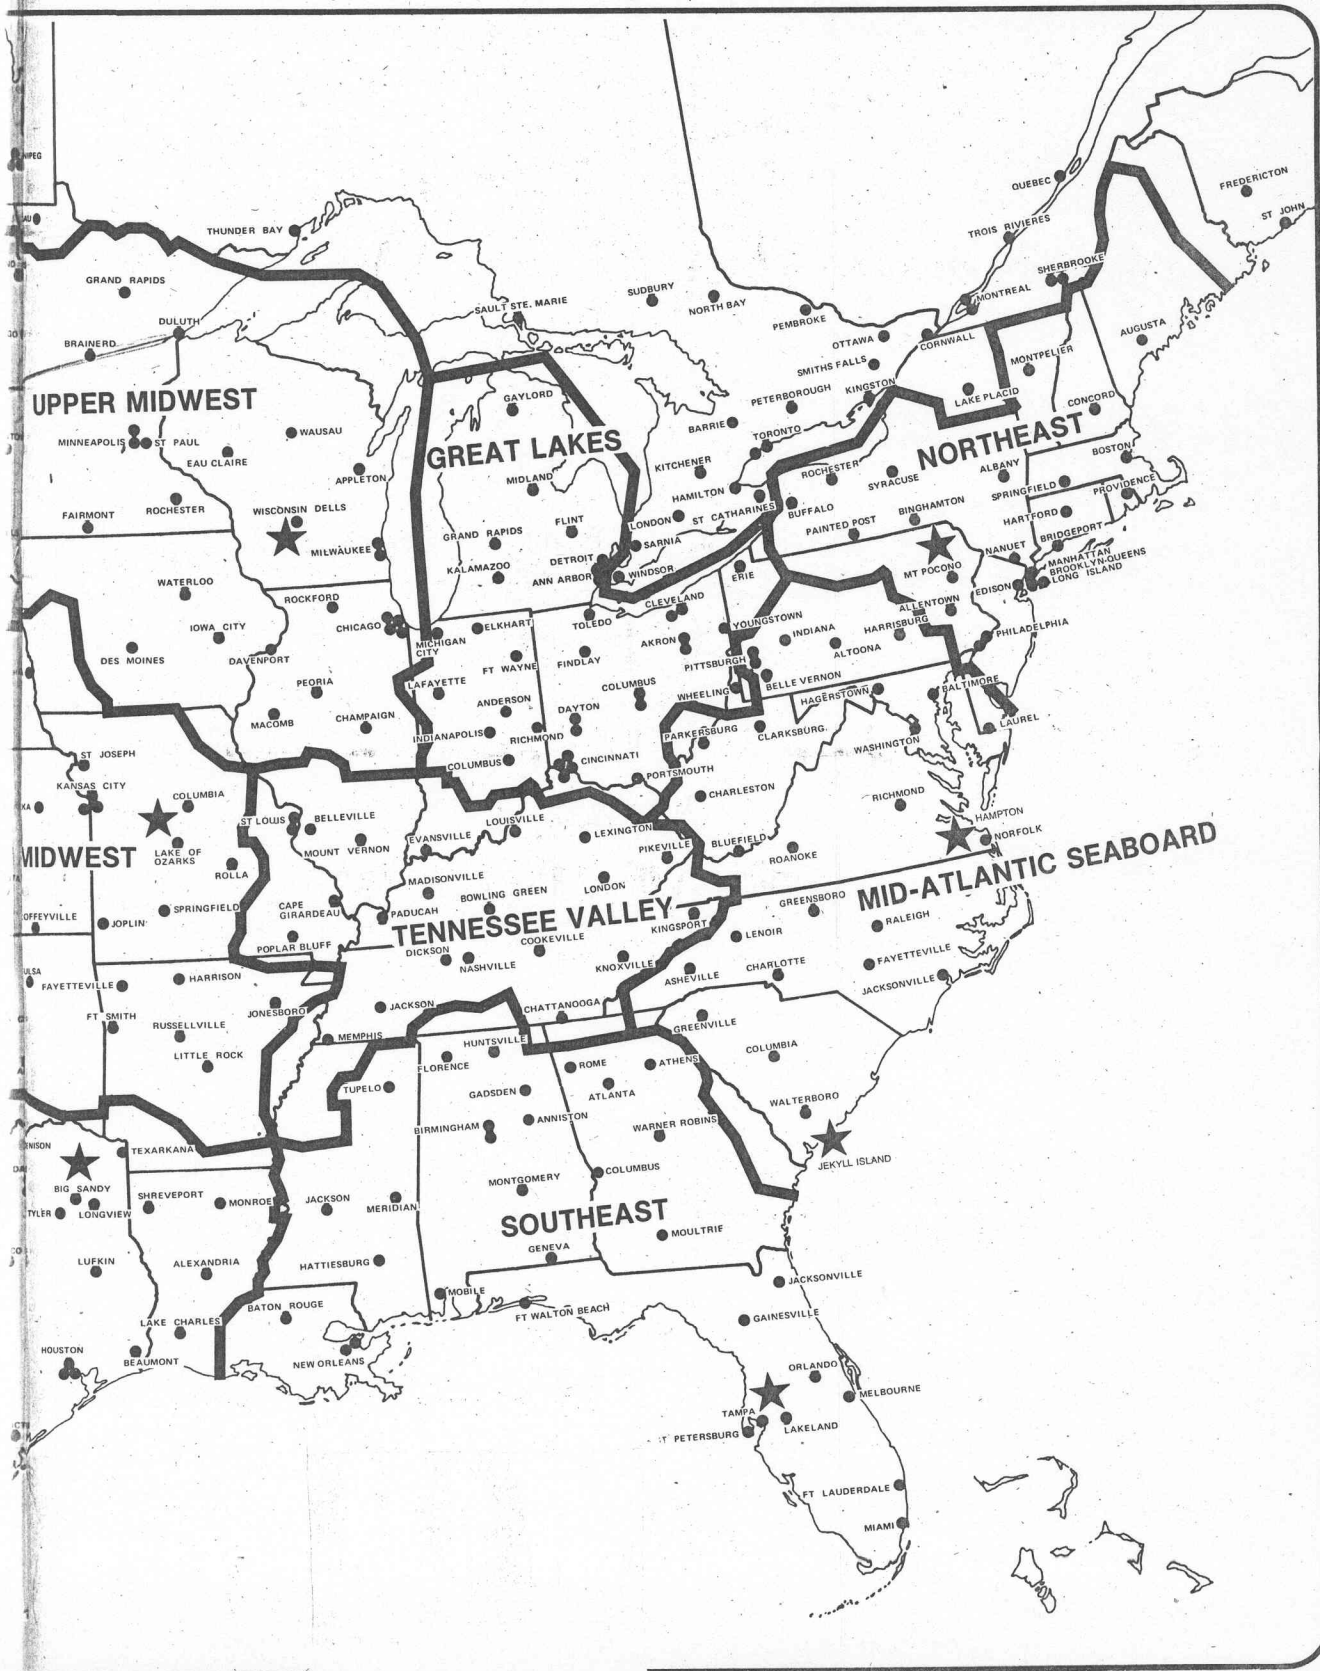 QUEBEC
FREDERICTON
ST JOHN
TROIS RIVIERES
THUNDER BAY
SHERBROOKE
GRAND RAPIDS
SUDBURY
NORTH BAY
MONTREAL
SAULT STE. MARIE
PEMBROKE
DULUTH
OTTAWA
CORNWALL
AUGUSTA
BRAINERD
SMITHS FALLS
MONTPELIER
KINGSTON
PETERBOROUGH
LAKE PLACID
UPPER MIDWEST
GAYLORD
CONCORD
BARRIE
TORONTO
NORTHEAST
MINNEAPOLIS
ST PAUL
WAUSAU
GREAT LAKES
EAU CLAIRE
KITCHENER
ROCHESTER
BOSTON
APPLETON
MIDLAND
SYRACUSE
ALBANY
HAMILTON
SPRINGFIELD
PROVIDENCE
ROCHESTER
WISCONSIN DELLS
ST CATHARINES
BUFFALO
BINGHAMTON
FAIRMONT
FLINT
LONDON
PAINTED POST
HARTFORD
BRIDGEPORT
MILWAUKEE
GRAND RAPIDS
SARNIA
NANUET
MANHATTAN
BROOKLYN-QUEENS
LONG ISLAND
DETROIT
KALAMAZOO
ANN ARBOR
WINDSOR
ERIE
MT POCONO
EDISON
WATERLOO
ROCKFORD
CLEVELAND
ALLENTOWN
IOWA CITY
CHICAGO
ELKHART
TOLEDO
YOUNGSTOWN
HARRISBURG
PHILADELPHIA
MICHIGAN
CITY
AKRON
INDIANA
ALTOONA
DES MOINES
DAVENPORT
FT WAYNE
FINDLAY
PITTSBURGH
BELLE VERNON
PEORIA
LAFAYETTE
COLUMBUS
WHEELING
HAGERSTOWN
BALTIMORE
MACOMB
CHAMPAIGN
ANDERSON
DAYTON
LAUREL
INDIANAPOLIS
RICHMOND
PARKERSBURG
CLARKSBURG
WASHINGTON
ST JOSEPH
COLUMBUS
CINCINNATI
PORTSMOUTH
KANSAS CITY
COLUMBIA
CHARLESTON
RICHMOND
ST LOUIS
BELLEVILLE
LOUISVILLE
HAMPTON
NORFOLK
EVANSVILLE
LEXINGTON
BLUEFIELD
MIDWEST
LAKE OF
OZARKS
MOUNT VERNON
PIKEVILLE
ROANOKE
MID-ATLANTIC SEABOARD
ROLLA
MADISONVILLE
BOWLING GREEN
LONDON
GREENSBORO
SPRINGFIELD
CAPE
GIRARDEAU
PADUCAH
TENNESSEE VALLEY
KINGSPORT
RALEIGH
JOPLIN
POPLAR BLUFF
DICKSON
NASHVILLE
COOKEVILLE
LENOIR
FAYETTEVILLE
HARRISON
KNOXVILLE
ASHEVILLE
CHARLOTTE
JACKSONVILLE
FAYETTEVILLE
FT SMITH
JONESBORO
JACKSON
CHATTANOOGA
RUSSELLVILLE
MEMPHIS
GREENVILLE
LITTLE ROCK
HUNTSVILLE
FLORENCE
COLUMBIA
TUPELO
GADSDEN
ROME
ATHENS
ATLANTA
WALTERBORO
BIRMINGHAM
ANNISTON
WARNER ROBINS
TEXARKANA
JEKYLL ISLAND
COLUMBUS
BIG SANDY
SHREVEPORT
MONROE
JACKSON
MERIDIAN
MONTGOMERY
TYLER
LONGVIEW
SOUTHEAST
MOULTRIE
LUFKIN
ALEXANDRIA
HATTIESBURG
GENEVA
JACKSONVILLE
MOBILE
BATON ROUGE
FT WALTON BEACH
GAINESVILLE
LAKE CHARLES
HOUSTON
BEAUMONT
NEW ORLEANS
ORLANDO
MELBOURNE
TAMPA
LAKELAND
PETERSBURG
FT LAUDERDALE
MIAMI